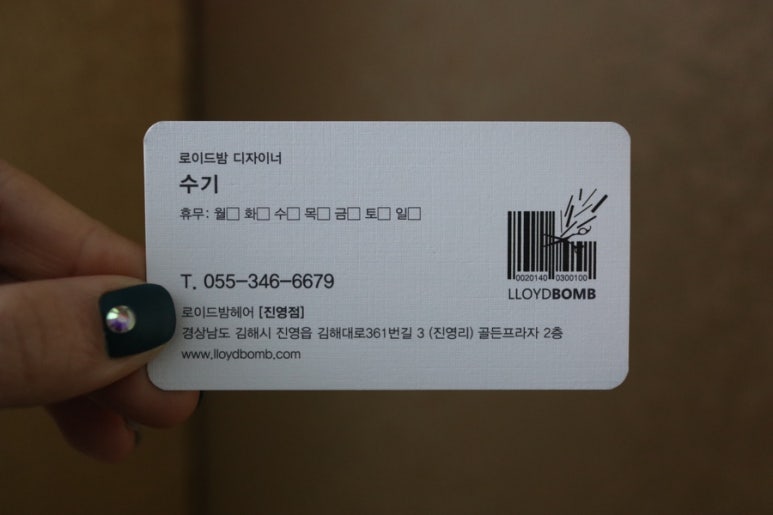 로이드밤 디자이너
수기
휴무: 월□ 화□ 수□ 목□ 금□ 토□ 일□
T. 055-346-6679
로이드밤헤어 [진영점]
경상남도 김해시 진영읍 김해대로361번길 3 (진영리) 골든프라자 2층
www.lloydbomb.com
0020140 0300100
LLOYDBOMB